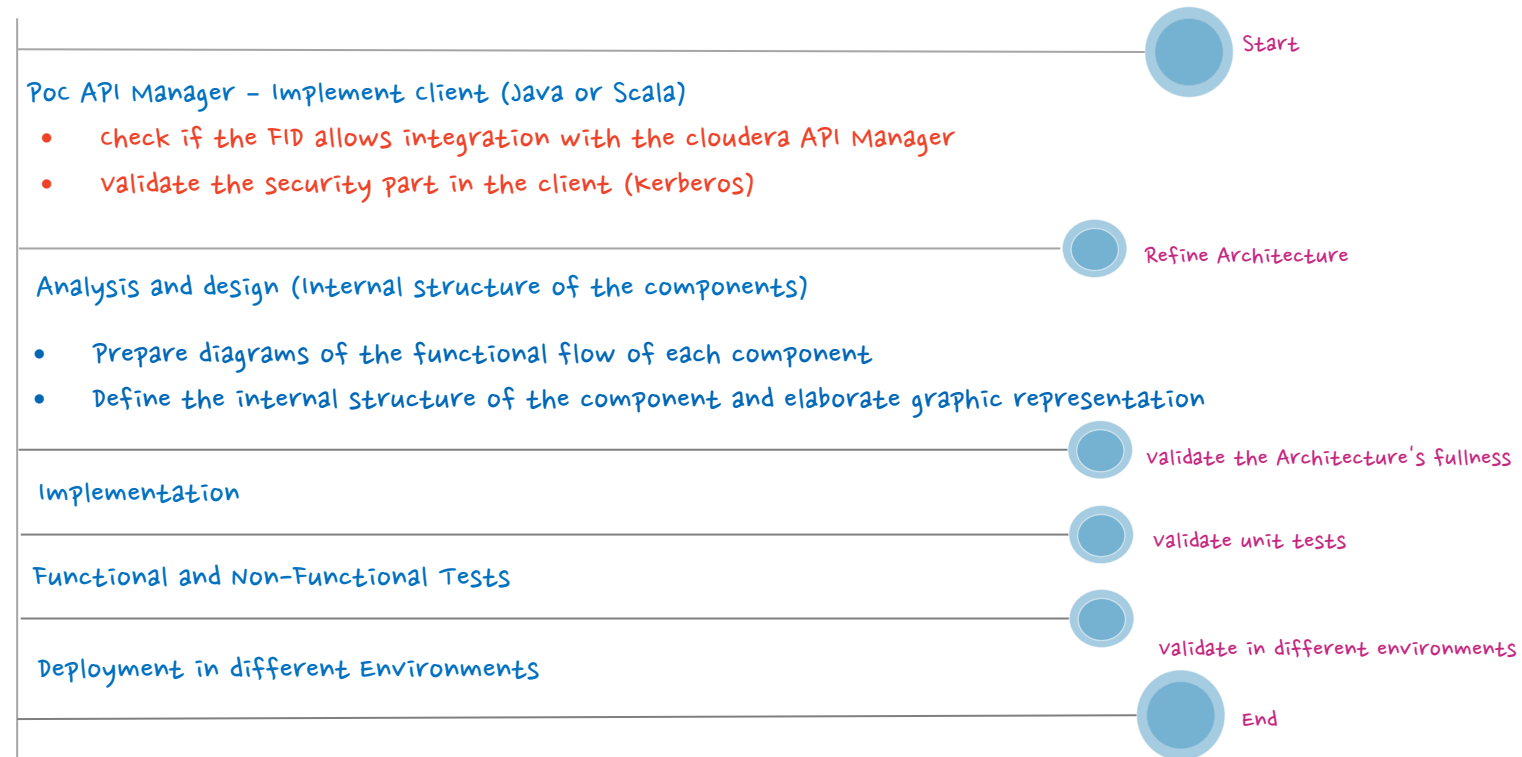 Start
Poc API Manager - Implement client (Java or Scala)
• Check if the FID allows integration with the cloudera API Manager
• Validate the security part in the client (Kerberos)
Refine Architecture
Analysis and design (Internal structure of the components)
• Prepare diagrams of the functional flow of each component
• Define the internal structure of the component and elaborate graphic representation
Validate the Architecture's fullness
Implementation
Validate unit tests
Functional and Non-Functional Tests
Validate in different environments
Deployment in different Environments
End